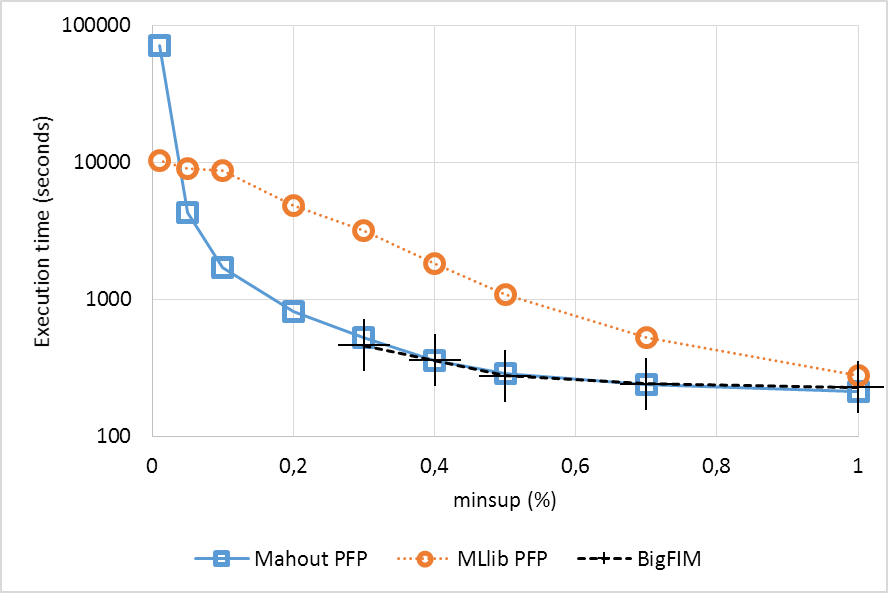 100000
10000
1000
100
Execution time (seconds)
0 0,2 0,4 0,6 0,8 1
minsup (%)
Mahout PFP MLlib PFP BigFIM